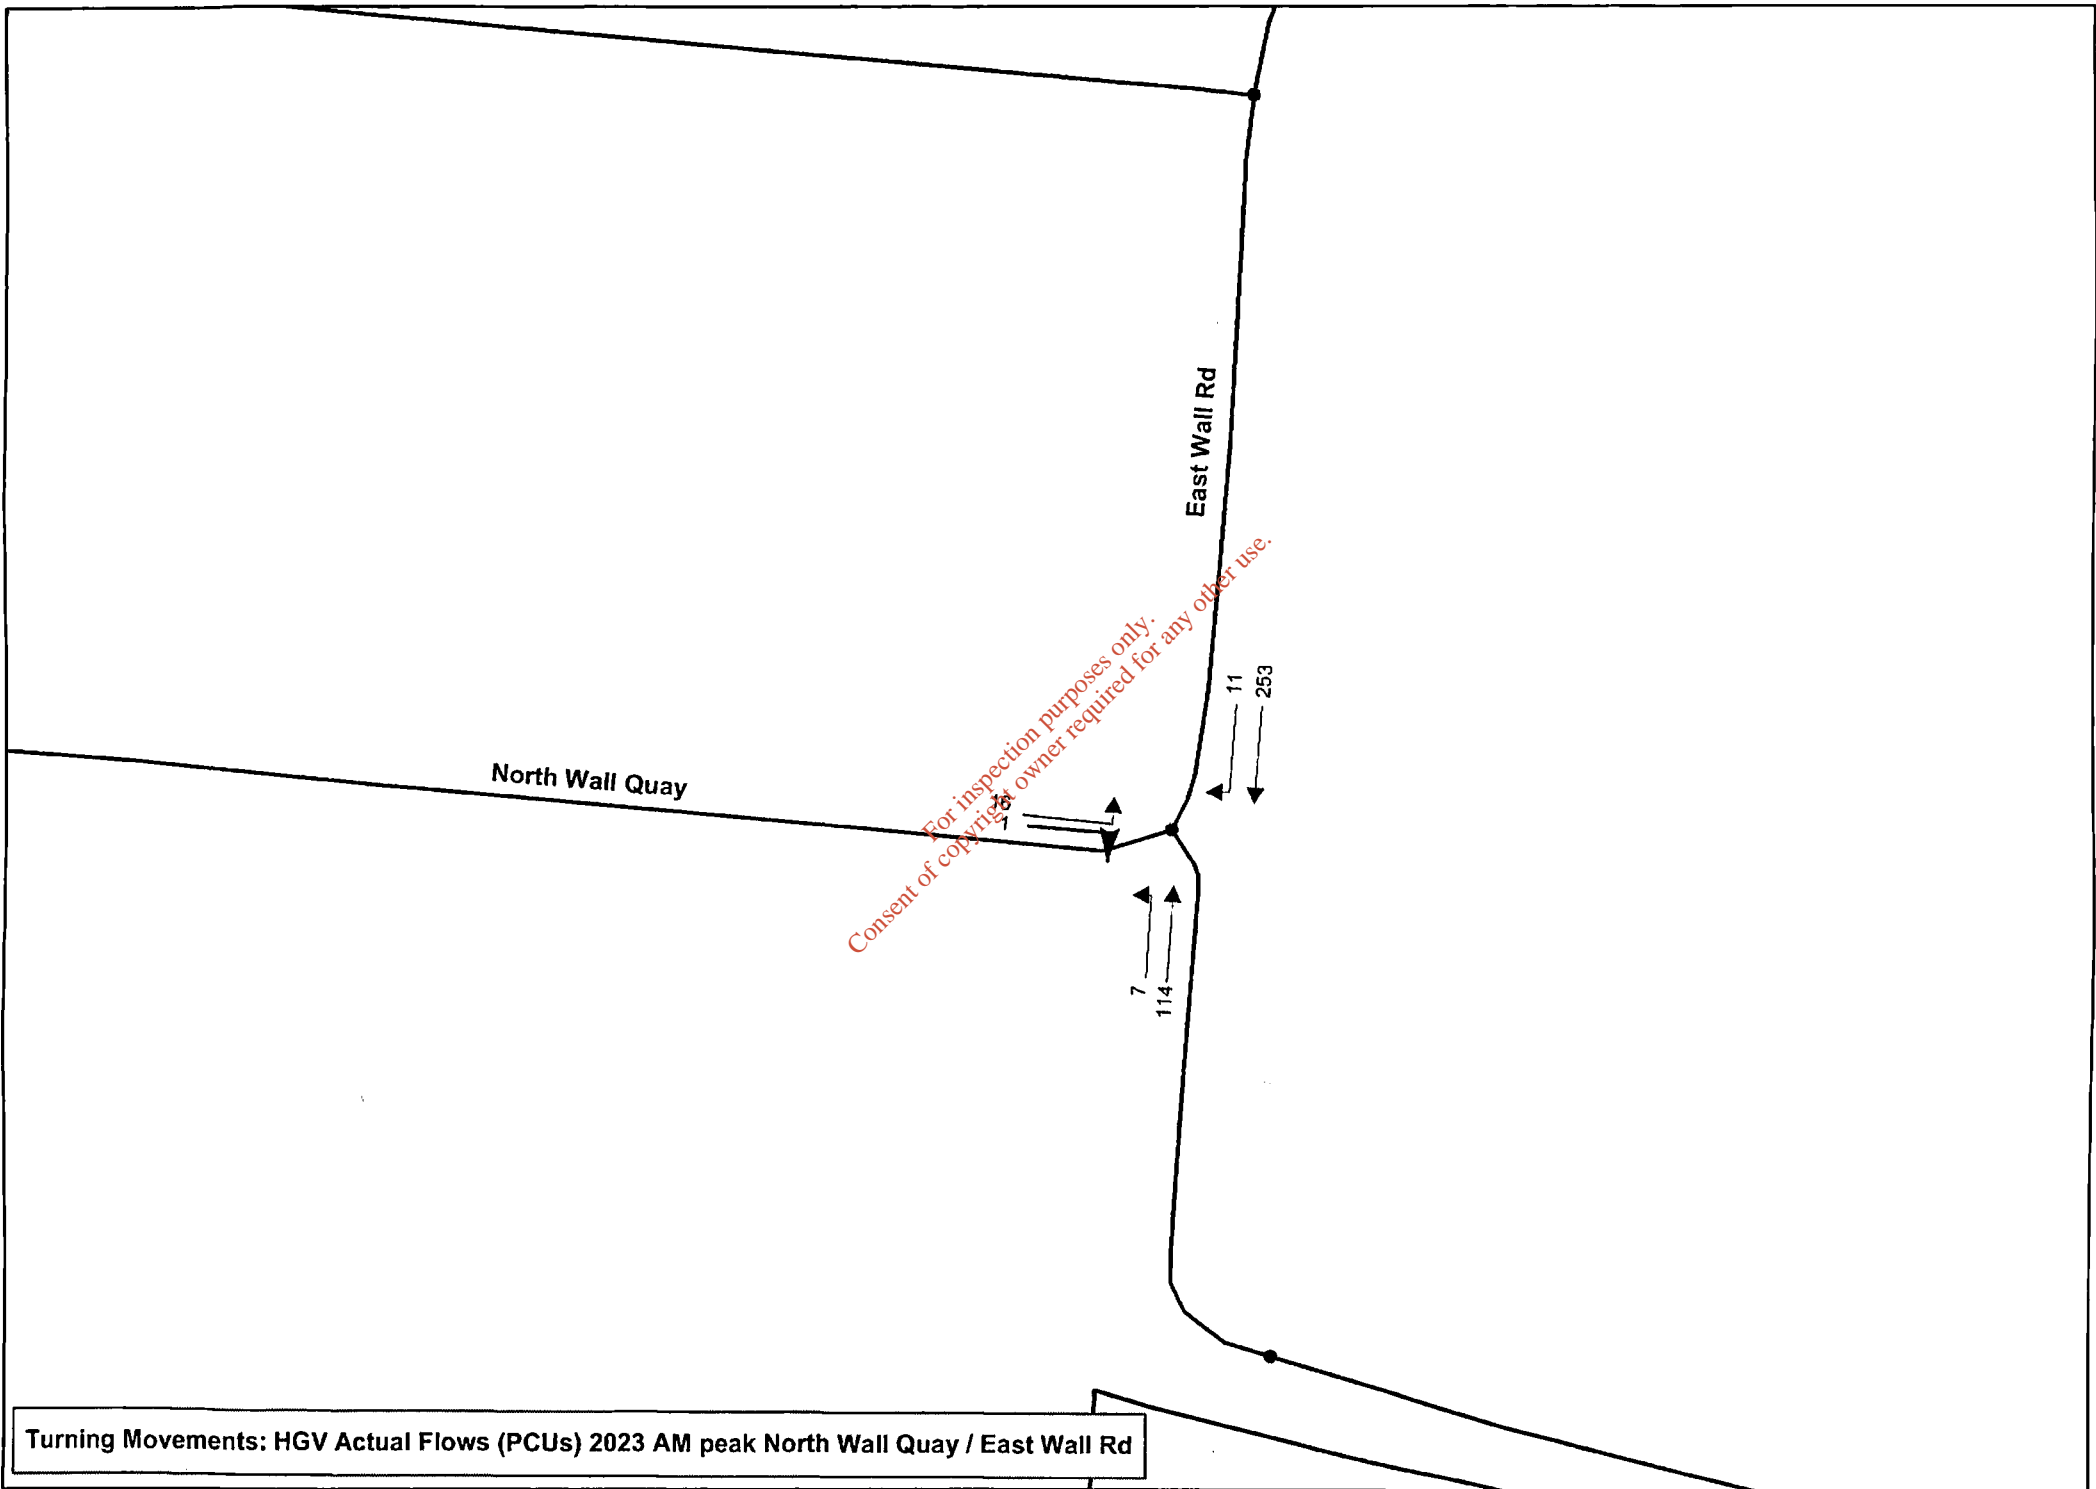 East Wall Rd
11
253
North Wall Quay
1
7
114
For inspection purposes only.
Consent of copyright owner required for any other use.
Turning Movements: HGV Actual Flows (PCUs) 2023 AM peak North Wall Quay / East Wall Rd